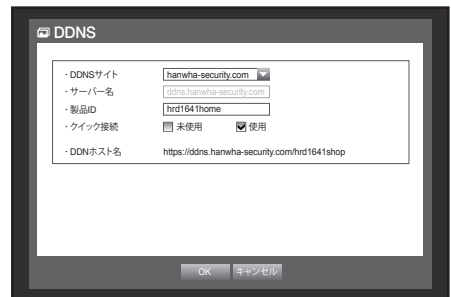 DDNS
・DDNSサイト hanwha-security.com
・サーバー名 ddns.hanwha-security.com
・製品ID hrd1641home
・クイック接続 未使用 使用
・DDNホスト名 https://ddns.hanwha-security.com/hrd1641shop
OK キャンセル